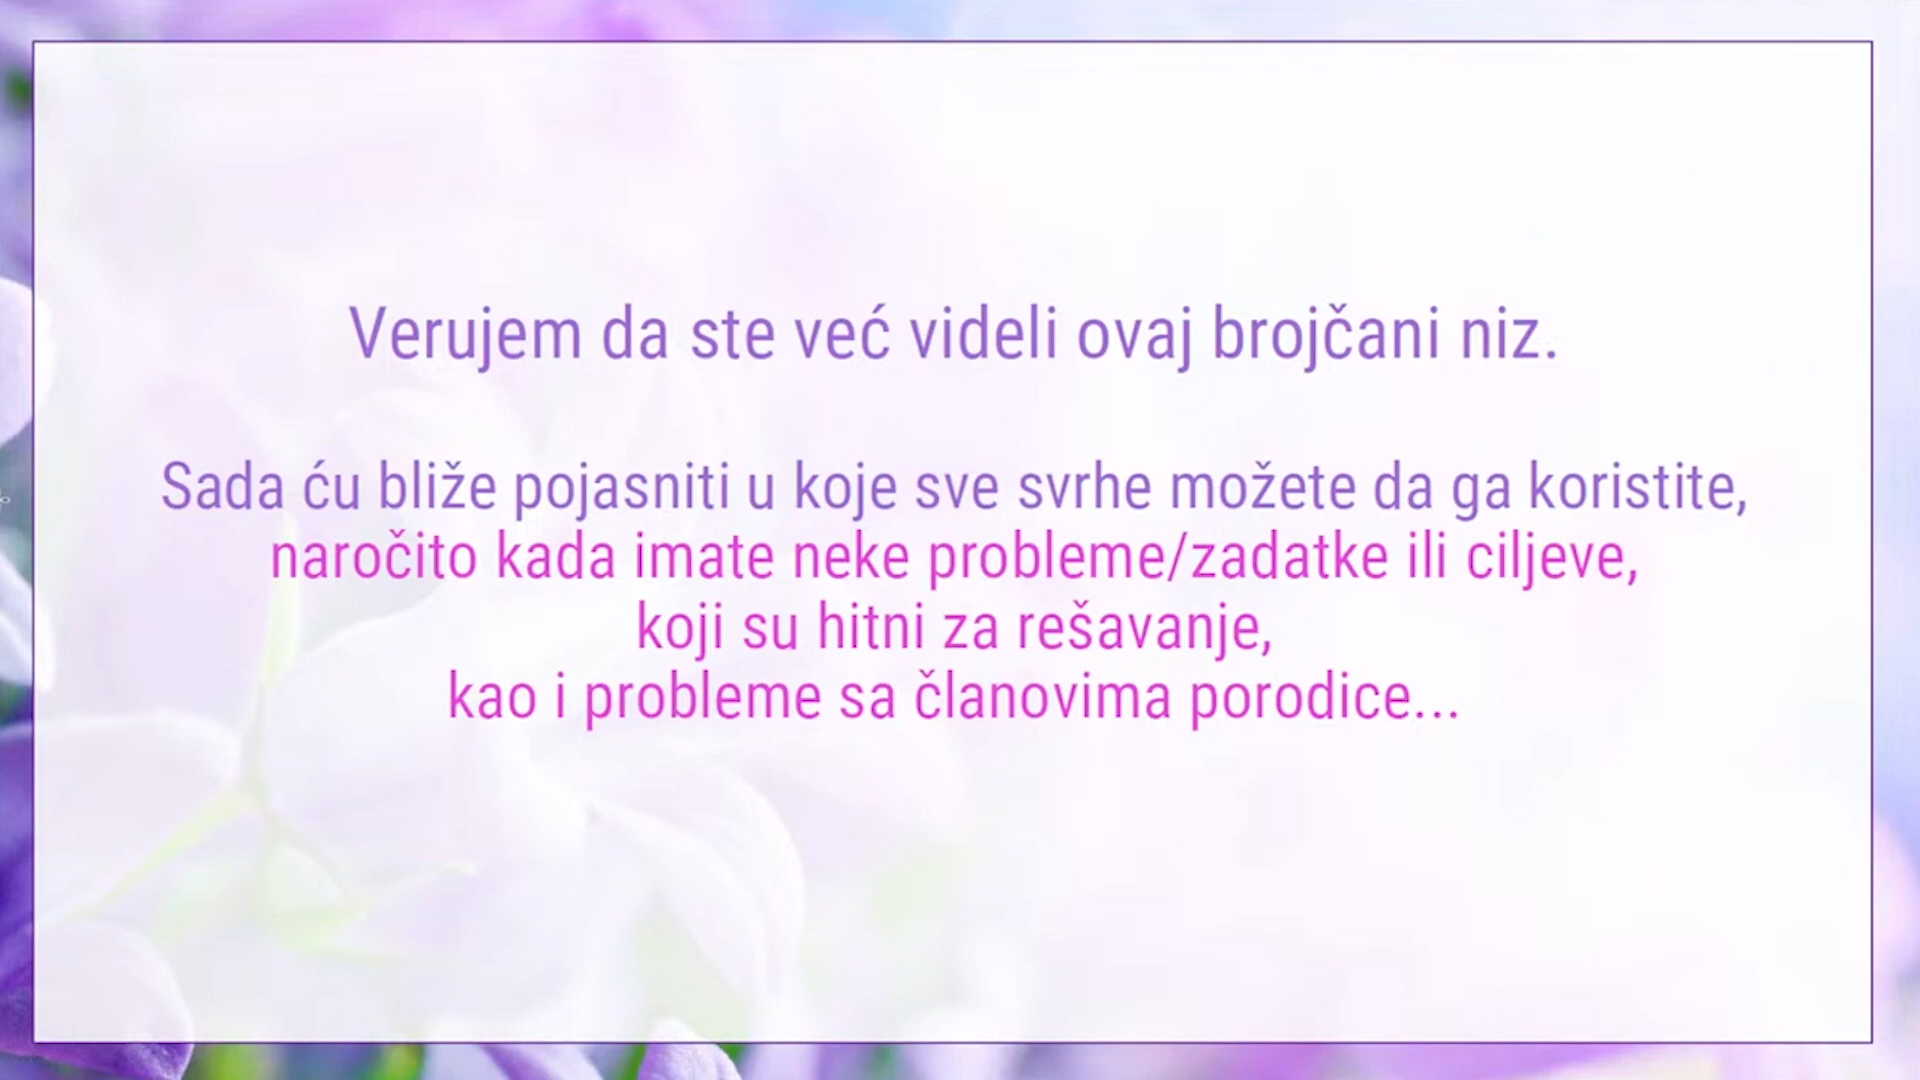 Verujem da ste već videli ovaj brojčani niz.
Sada ću bliže pojasniti u koje sve svrhe možete da ga koristite,
naročito kada imate neke probleme/zadatke ili ciljeve,
koji su hitni za rešavanje,
kao i probleme sa članovima porodice...